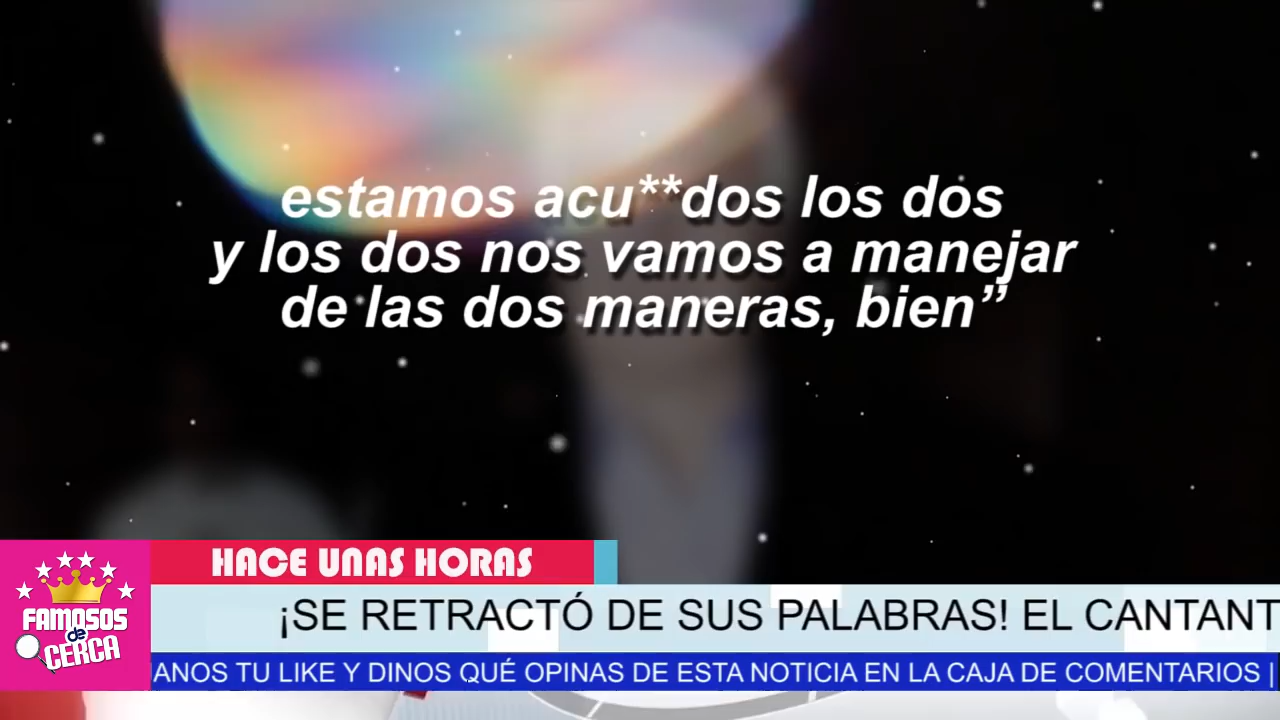 estamos acu**dos los dos
y los dos nos vamos a manejar
de las dos maneras, bien”
HACE UNAS HORAS
¡SE RETRACTÓ DE SUS PALABRAS! EL CANTANT
FAMOSOS
de
CERCA
ANOS TU LIKE Y DINOS QUÉ OPINAS DE ESTA NOTICIA EN LA CAJA DE COMENTARIOS |